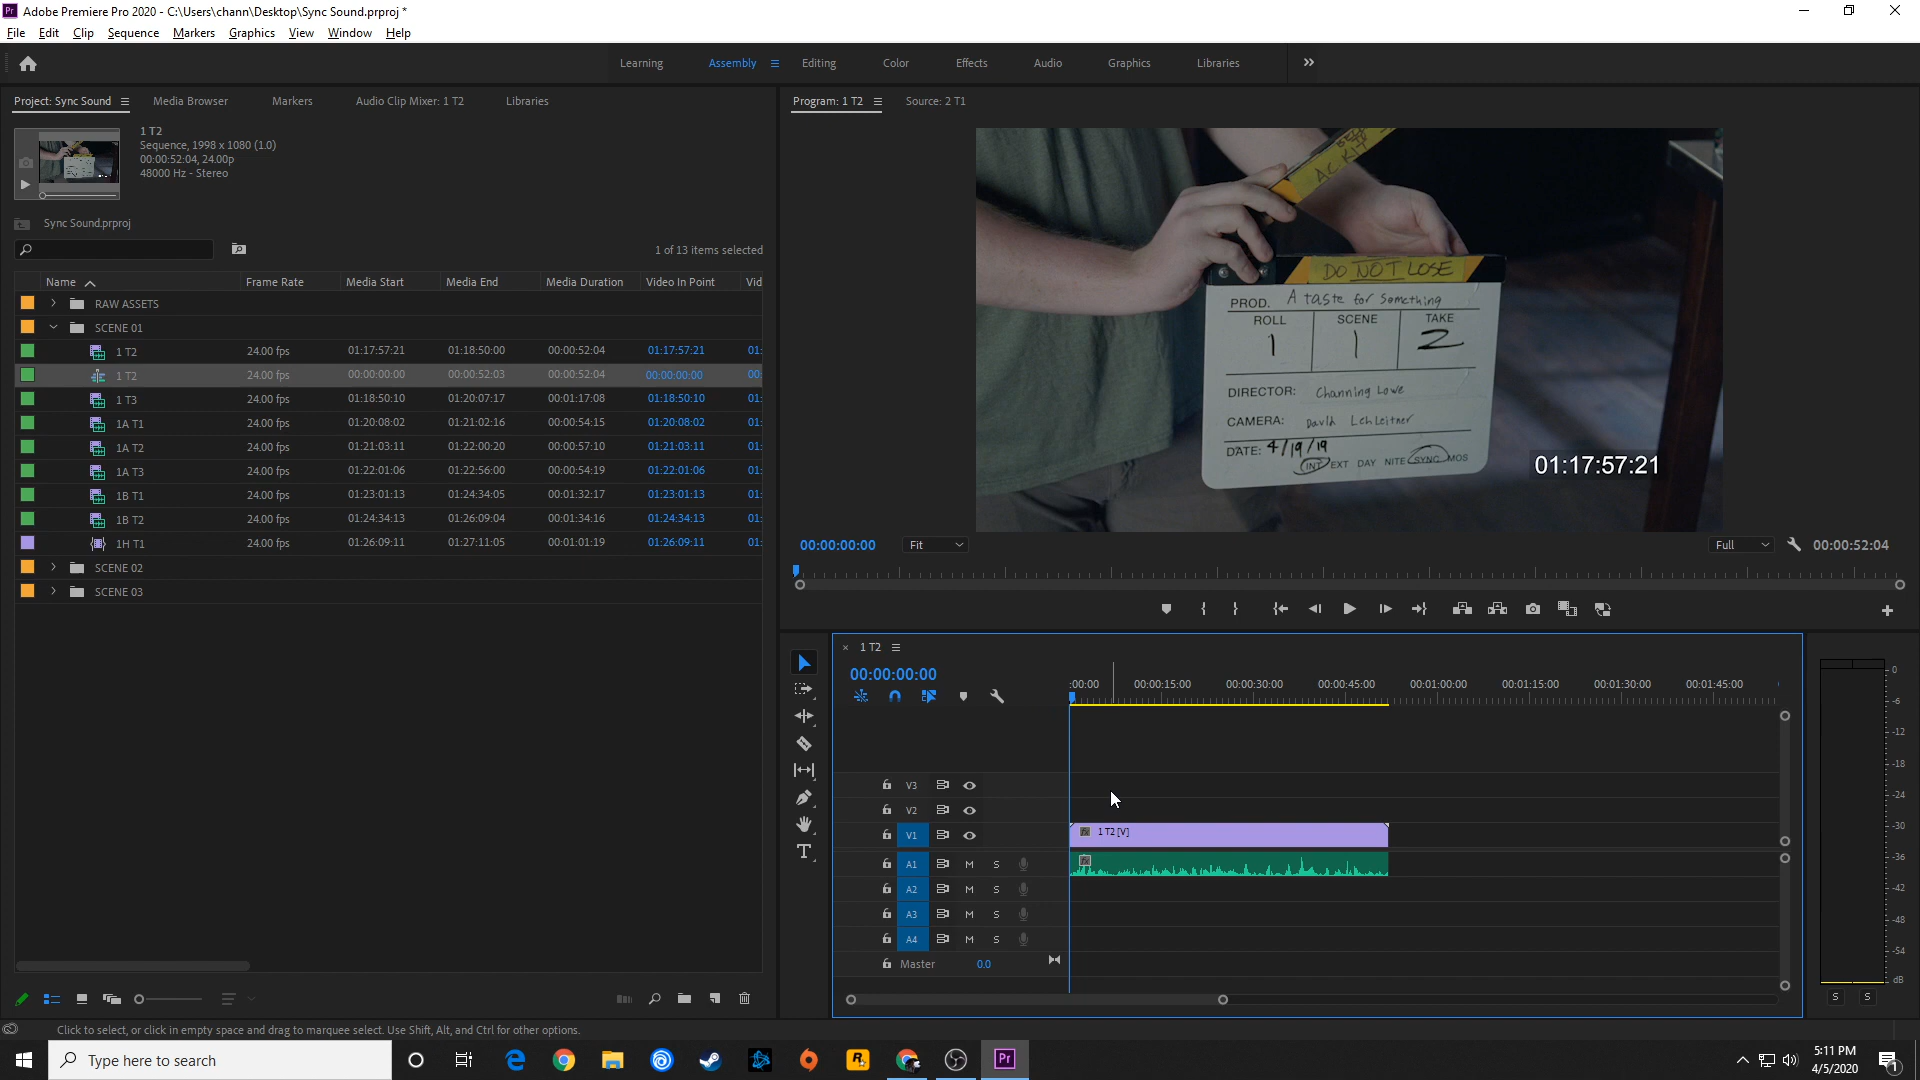 Adobe Premiere Pro 2020 - C:\Users\chann\Desktop\Sync Sound.prproj *
File Edit Clip Sequence Markers Graphics View Window Help
Learning Assembly Editing Color Effects Audio Graphics Libraries
Project: Sync Sound Media Browser Markers Audio Clip Mixer: 1 T2 Libraries
1 T2
Sequence, 1998 x 1080 (1.0)
00:00:52:04, 24.00p
48000 Hz - Stereo
Sync Sound.prproj
1 of 13 items selected
Name Frame Rate Media Start Media End Media Duration Video In Point Vid
RAW ASSETS
SCENE 01
1 T2 24.00 fps 01:17:57:21 01:18:50:00 00:00:52:04 01:17:57:21 01:
1 T2 24.00 fps 00:00:00:00 00:00:52:03 00:00:52:04 00:00:00:00 00:
1 T3 24.00 fps 01:18:50:10 01:20:07:17 00:01:17:08 01:18:50:10 01:
1A T1 24.00 fps 01:20:08:02 01:21:02:16 00:00:54:15 01:20:08:02 01:
1A T2 24.00 fps 01:21:03:11 01:22:00:20 00:00:57:10 01:21:03:11 01:
1A T3 24.00 fps 01:22:01:06 01:22:56:00 00:00:54:19 01:22:01:06 01:
1B T1 24.00 fps 01:23:01:13 01:24:34:05 00:01:32:17 01:23:01:13 01:
1B T2 24.00 fps 01:24:34:13 01:26:09:04 00:01:34:16 01:24:34:13 01:
1H T1 24.00 fps 01:26:09:11 01:27:11:05 00:01:01:19 01:26:09:11 01:
SCENE 02
SCENE 03
Click to select, or click in empty space and drag to marquee select. Use Shift, Alt, and Ctrl for other options.
Program: 1 T2 Source: 2 T1
A.C. KIT
DO NOT LOSE
PROD. A taste for Something
ROLL SCENE TAKE
1 1 2
DIRECTOR: Channing Lowe
CAMERA: David Lehleitner
DATE: 4/19/19
INT EXT DAY NITE SYNC MOS
01:17:57:21
00:00:00:00 Fit Full 00:00:52:04
1 T2
00:00:00:00
:00:00 00:00:15:00 00:00:30:00 00:00:45:00 00:01:00:00 00:01:15:00 00:01:30:00 00:01:45:00
V3
V2
V1 fx 1 T2 [V]
A1 M S fx
A2 M S
A3 M S
A4 M S
Master 0.0
0
-6
-12
-18
-24
-30
-36
-42
-48
-54
dB
S S
Type here to search
Pr
5:11 PM
4/5/2020
1